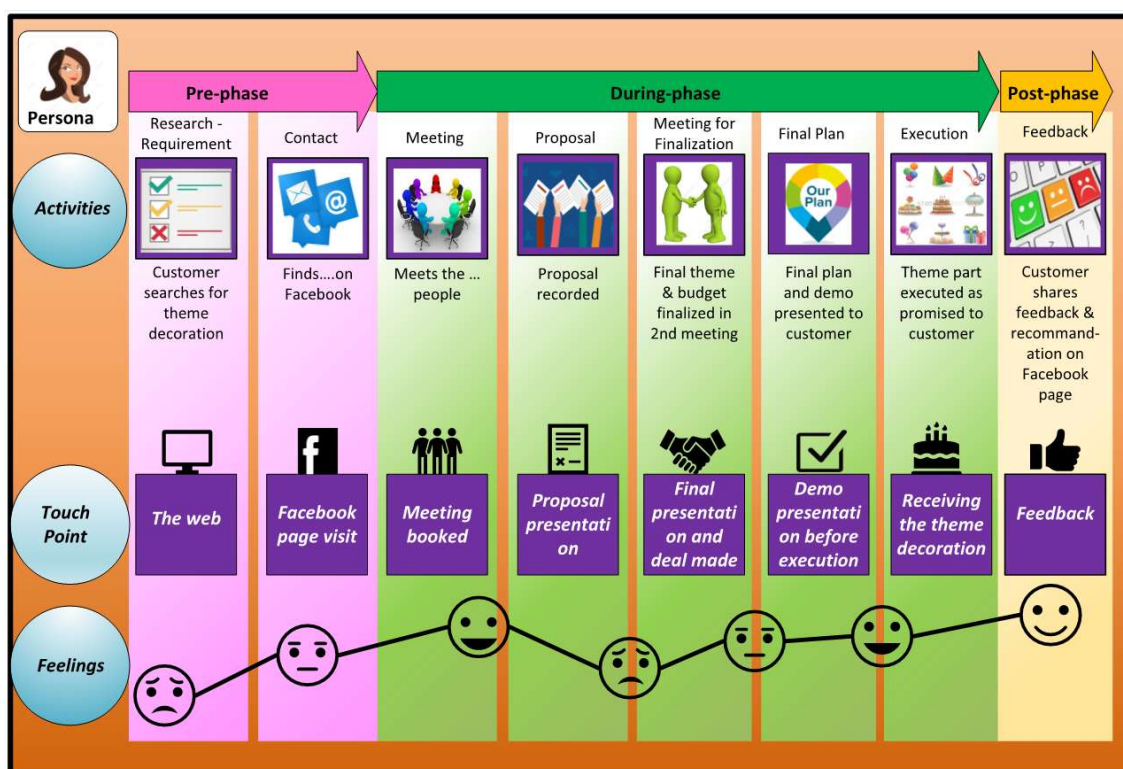 Persona
Pre-phase
During-phase
Post-phase
Research -
Requirement
Contact
Meeting
Proposal
Meeting for
Finalization
Final Plan
Execution
Feedback
Activities
@
Our
Plan
Customer
searches for
theme
decoration
Finds....on
Facebook
Meets the ...
people
Proposal
recorded
Final theme
& budget
finalized in
2nd meeting
Final plan
and demo
presented to
customer
Theme part
executed as
promised to
customer
Customer
shares
feedback &
recommand-
ation on
Facebook
page
f
Touch
Point
The web
Facebook
page visit
Meeting
booked
Proposal
presentati
on
Final
presentati
on and
deal made
Demo
presentati
on before
execution
Receiving
the theme
decoration
Feedback
Feelings